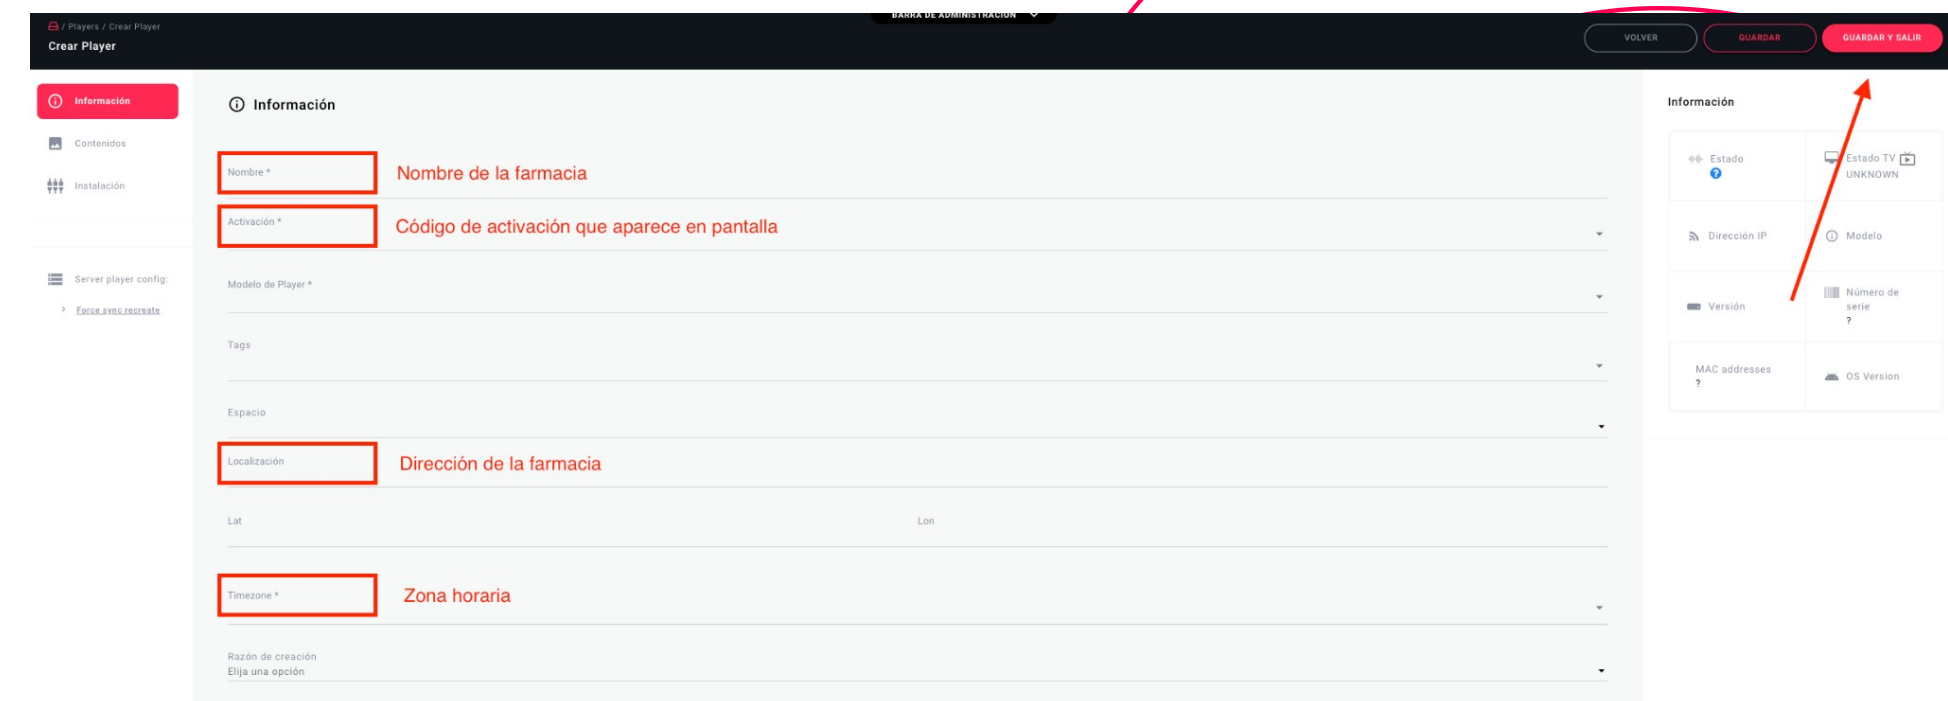 / Players / Crear Player
Crear Player
BARRA DE ADMINISTRACIÓN
VOLVER
GUARDAR
GUARDAR Y SALIR
Información
Contenidos
Instalación
Server player config:
> Force sync recreate
Información
Nombre *
Nombre de la farmacia
Activación *
Código de activación que aparece en pantalla
Modelo de Player *
Tags
Espacio
Localización
Dirección de la farmacia
Lat
Lon
Timezone *
Zona horaria
Razón de creación
Elija una opción
Información
Estado
?
Estado TV
UNKNOWN
Dirección IP
Modelo
Versión
Número de
serie
?
MAC addresses
?
OS Version